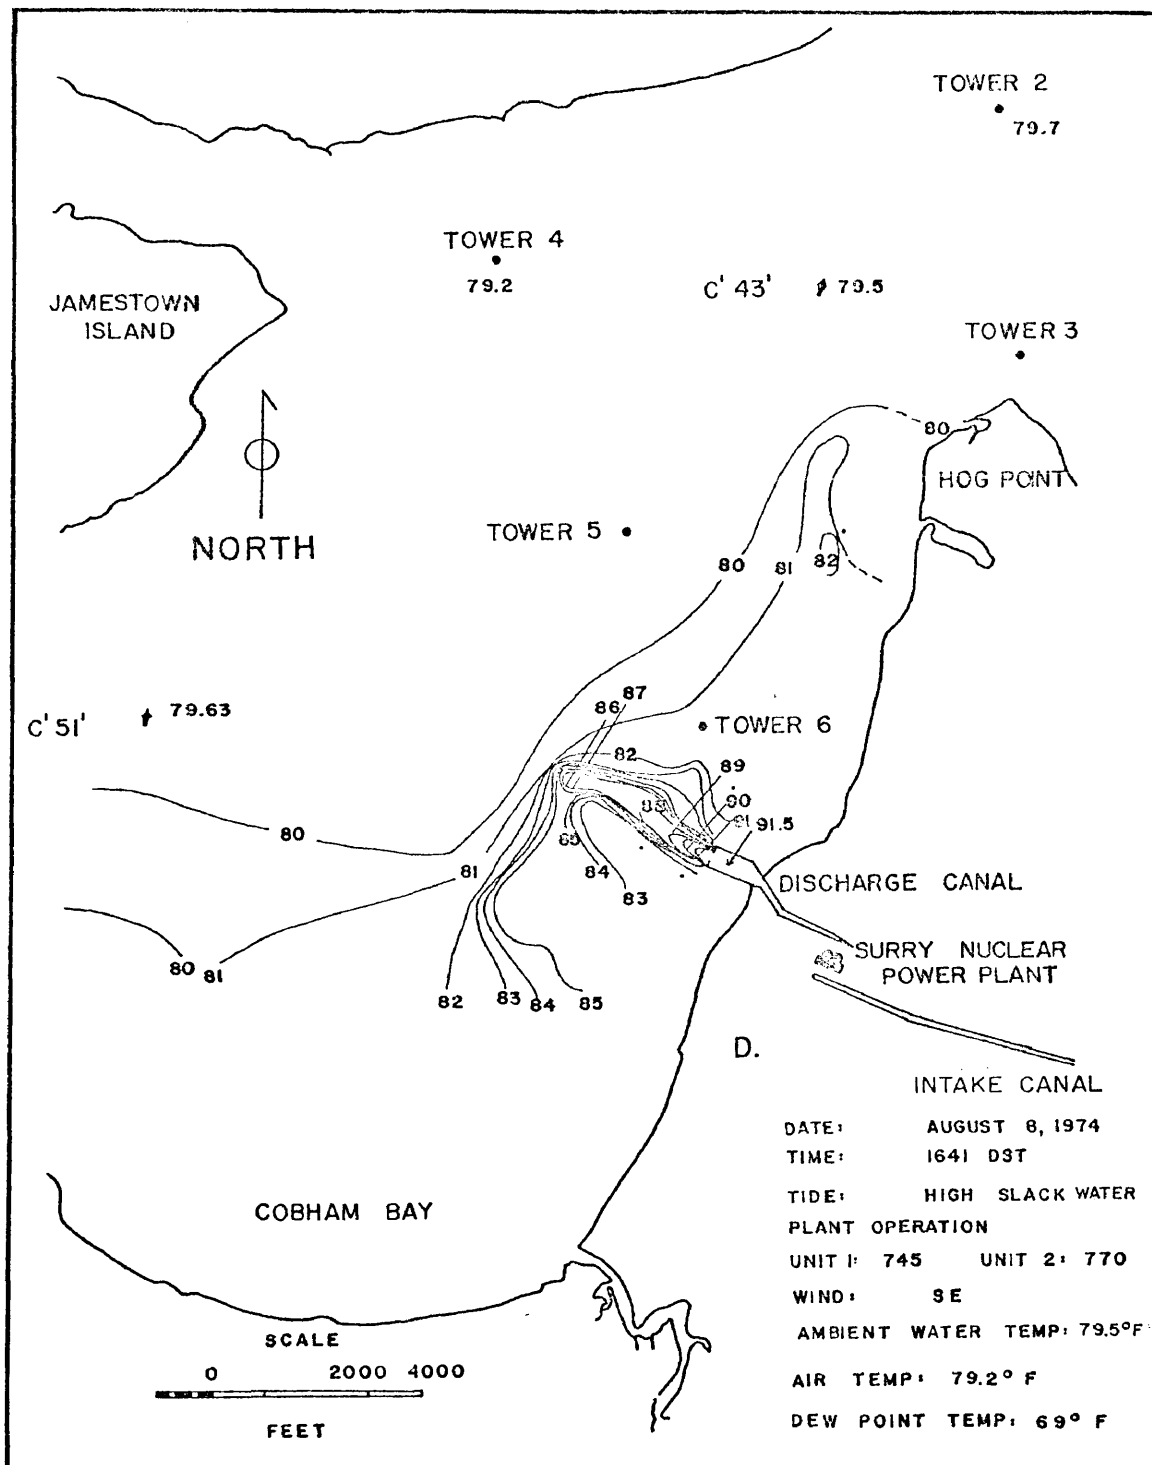 TOWER 2
79.7
TOWER 4
79.2
C' 43'
79.5
JAMESTOWN
ISLAND
TOWER 3
80
HOG POINT
NORTH
TOWER 5
80
81
82
87
86
C' 51'
79.63
TOWER 6
82
89
88
90
91
91.5
80
85
81
84
83
DISCHARGE CANAL
80
81
82
83
84
85
SURRY NUCLEAR
POWER PLANT
D.
INTAKE CANAL
DATE: AUGUST 8, 1974
TIME: 1641 DST
TIDE: HIGH SLACK WATER
PLANT OPERATION
UNIT 1: 745 UNIT 2: 770
WIND: SE
AMBIENT WATER TEMP: 79.5°F
AIR TEMP: 79.2° F
DEW POINT TEMP: 69° F
COBHAM BAY
SCALE
0 2000 4000
FEET